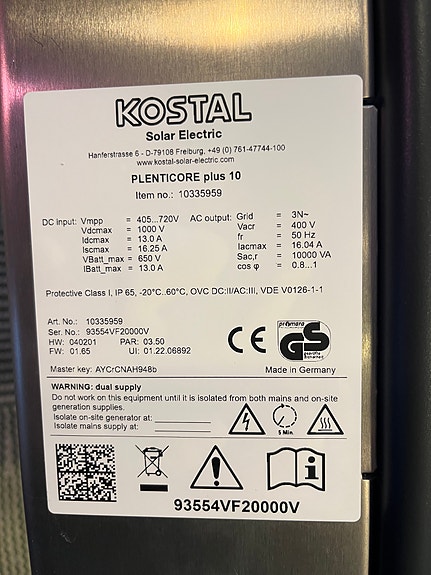 KOSTAL
Solar Electric
Hanferstrasse 6 - D-79108 Freiburg, +49 (0) 761-47744-100
www.kostal-solar-electric.com
PLENTICORE plus 10
Item no.: 10335959
DC input: Vmpp = 405...720V AC output: Grid = 3N~
Vdcmax = 1000 V Vacr = 400 V
Idcmax = 13.0 A fr = 50 Hz
Iscmax = 16.25 A Iacmax = 16.04 A
VBatt_max = 650 V Sac,r = 10000 VA
IBatt_max = 13.0 A cos φ = 0.8...1
Protective Class I, IP 65, -20°C..60°C, OVC DC:II/AC:III, VDE V0126-1-1
Art. No.: 10335959
Ser. No.: 93554VF20000V
HW: 040201 PAR: 03.50
FW: 01.65 UI: 01.22.06892
CE
primara
GS
geprüfte
Sicherheit
Master key: AYCrCNAH948b Made in Germany
WARNING: dual supply
Do not work on this equipment until it is isolated from both mains and on-site
generation supplies.
Isolate on-site generator at:
Isolate mains supply at:
5 Min.
93554VF20000V